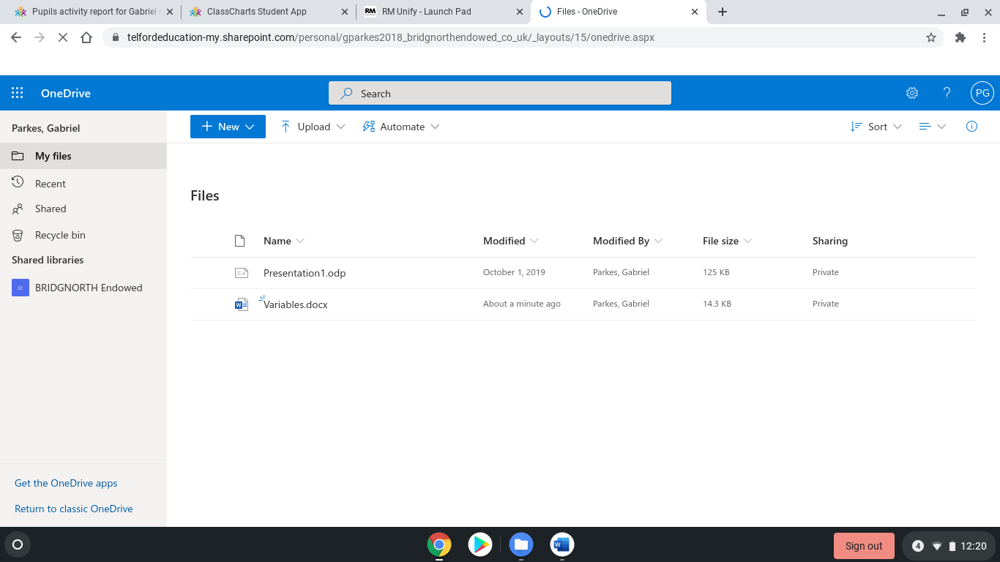 Pupils activity report for Gabriel
ClassCharts Student App
RM
RM Unify - Launch Pad
Files - OneDrive
telfordeducation-my.sharepoint.com/personal/gparkes2018_bridgnorthendowed_co_uk/_layouts/15/onedrive.aspx
OneDrive
Search
PG
Parkes, Gabriel
New
Upload
Automate
Sort
My files
Recent
Shared
Recycle bin
Shared libraries
BE
BRIDGNORTH Endowed
Files
Name Modified Modified By File size Sharing
Presentation1.odp October 1, 2019 Parkes, Gabriel 125 KB Private
Variables.docx About a minute ago Parkes, Gabriel 14.3 KB Private
Get the OneDrive apps
Return to classic OneDrive
Sign out
4
12:20